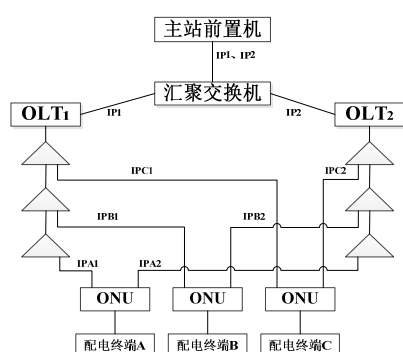 主站前置机
IP1、IP2
汇聚交换机
OLT1
IP1
IP2
OLT2
IPC1
IPC2
IPB1
IPB2
IPA1
IPA2
ONU
ONU
ONU
配电终端A
配电终端B
配电终端C